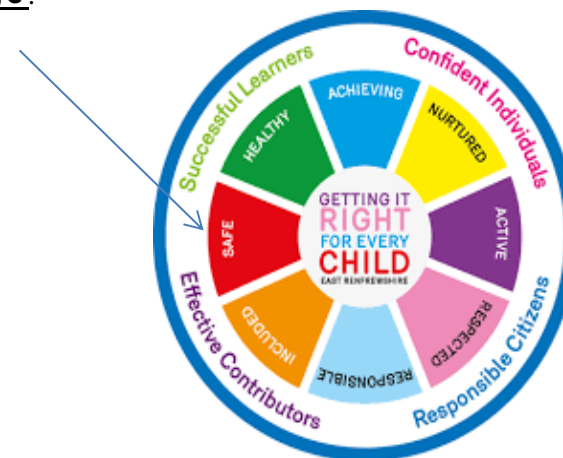 Successful Learners
Confident Individuals
Responsible Citizens
Effective Contributors
SAFE
HEALTHY
ACHIEVING
NURTURED
ACTIVE
RESPECTED
RESPONSIBLE
INCLUDED
GETTING IT
RIGHT
FOR EVERY
CHILD
EAST RENFREWSHIRE